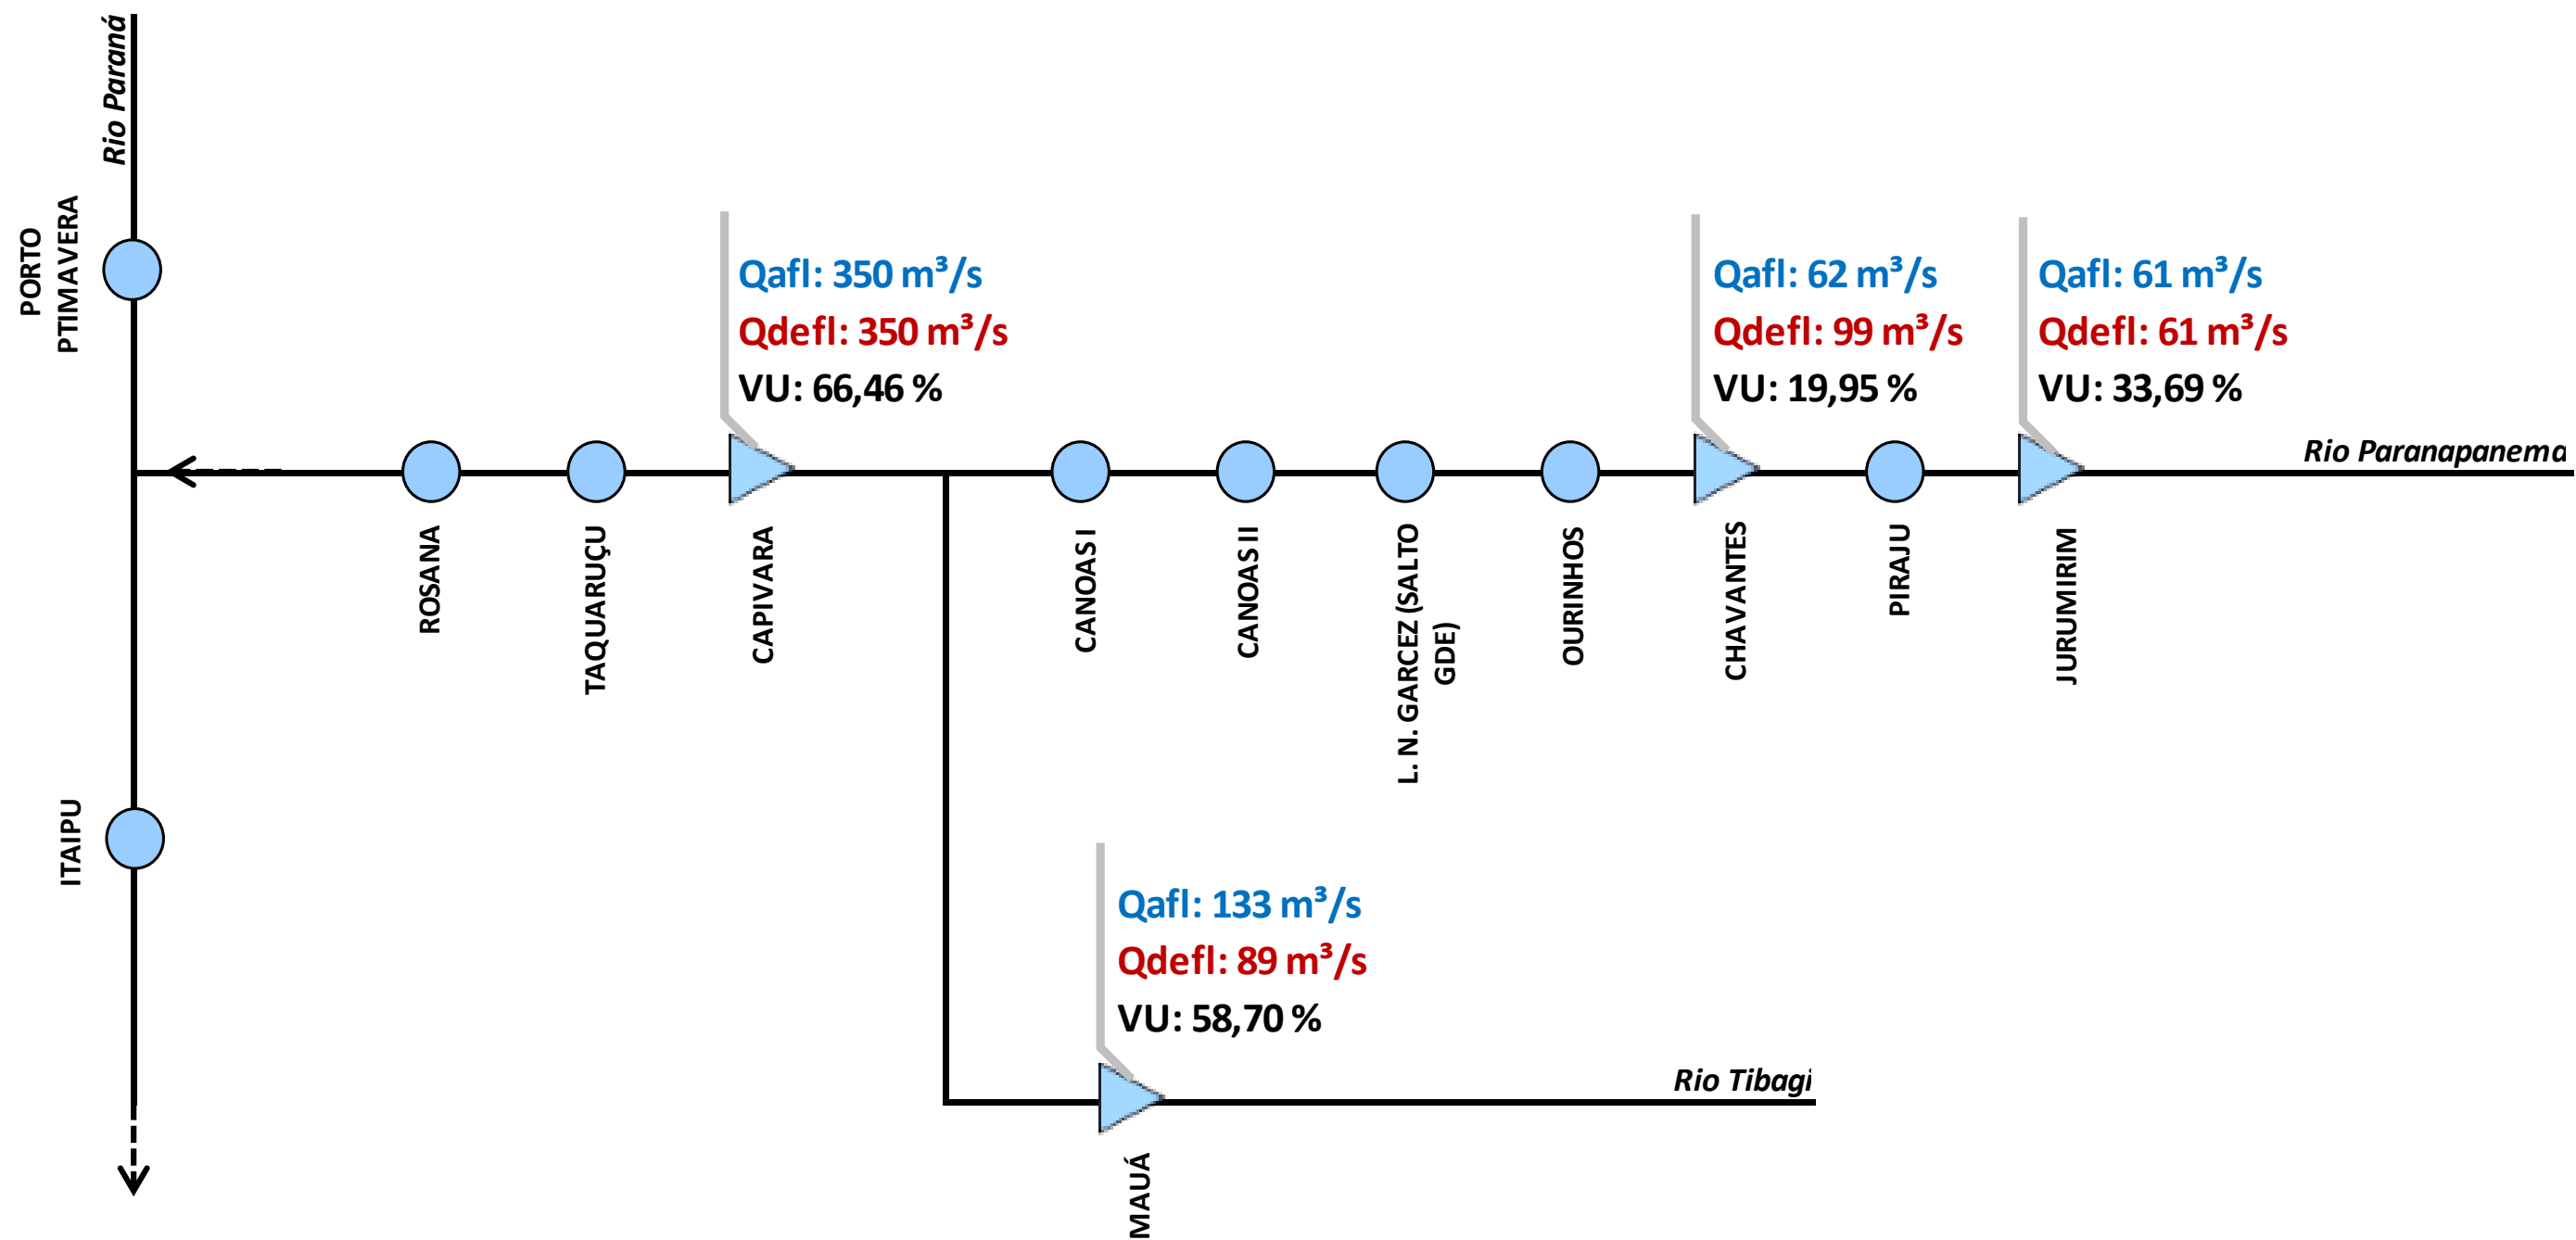 Rio Paraná
PORTO
PTIMAVERA
Qafl: 350 m³/s
Qdefl: 350 m³/s
VU: 66,46 %
Qafl: 62 m³/s
Qdefl: 99 m³/s
VU: 19,95 %
Qafl: 61 m³/s
Qdefl: 61 m³/s
VU: 33,69 %
Rio Paranapanema
ROSANA
TAQUARUÇU
CAPIVARA
CANOAS I
CANOAS II
L. N. GARCEZ (SALTO
GDE)
OURINHOS
CHAVANTES
PIRAJU
JURUMIRIM
ITAIPU
Qafl: 133 m³/s
Qdefl: 89 m³/s
VU: 58,70 %
Rio Tibagi
MAUÁ